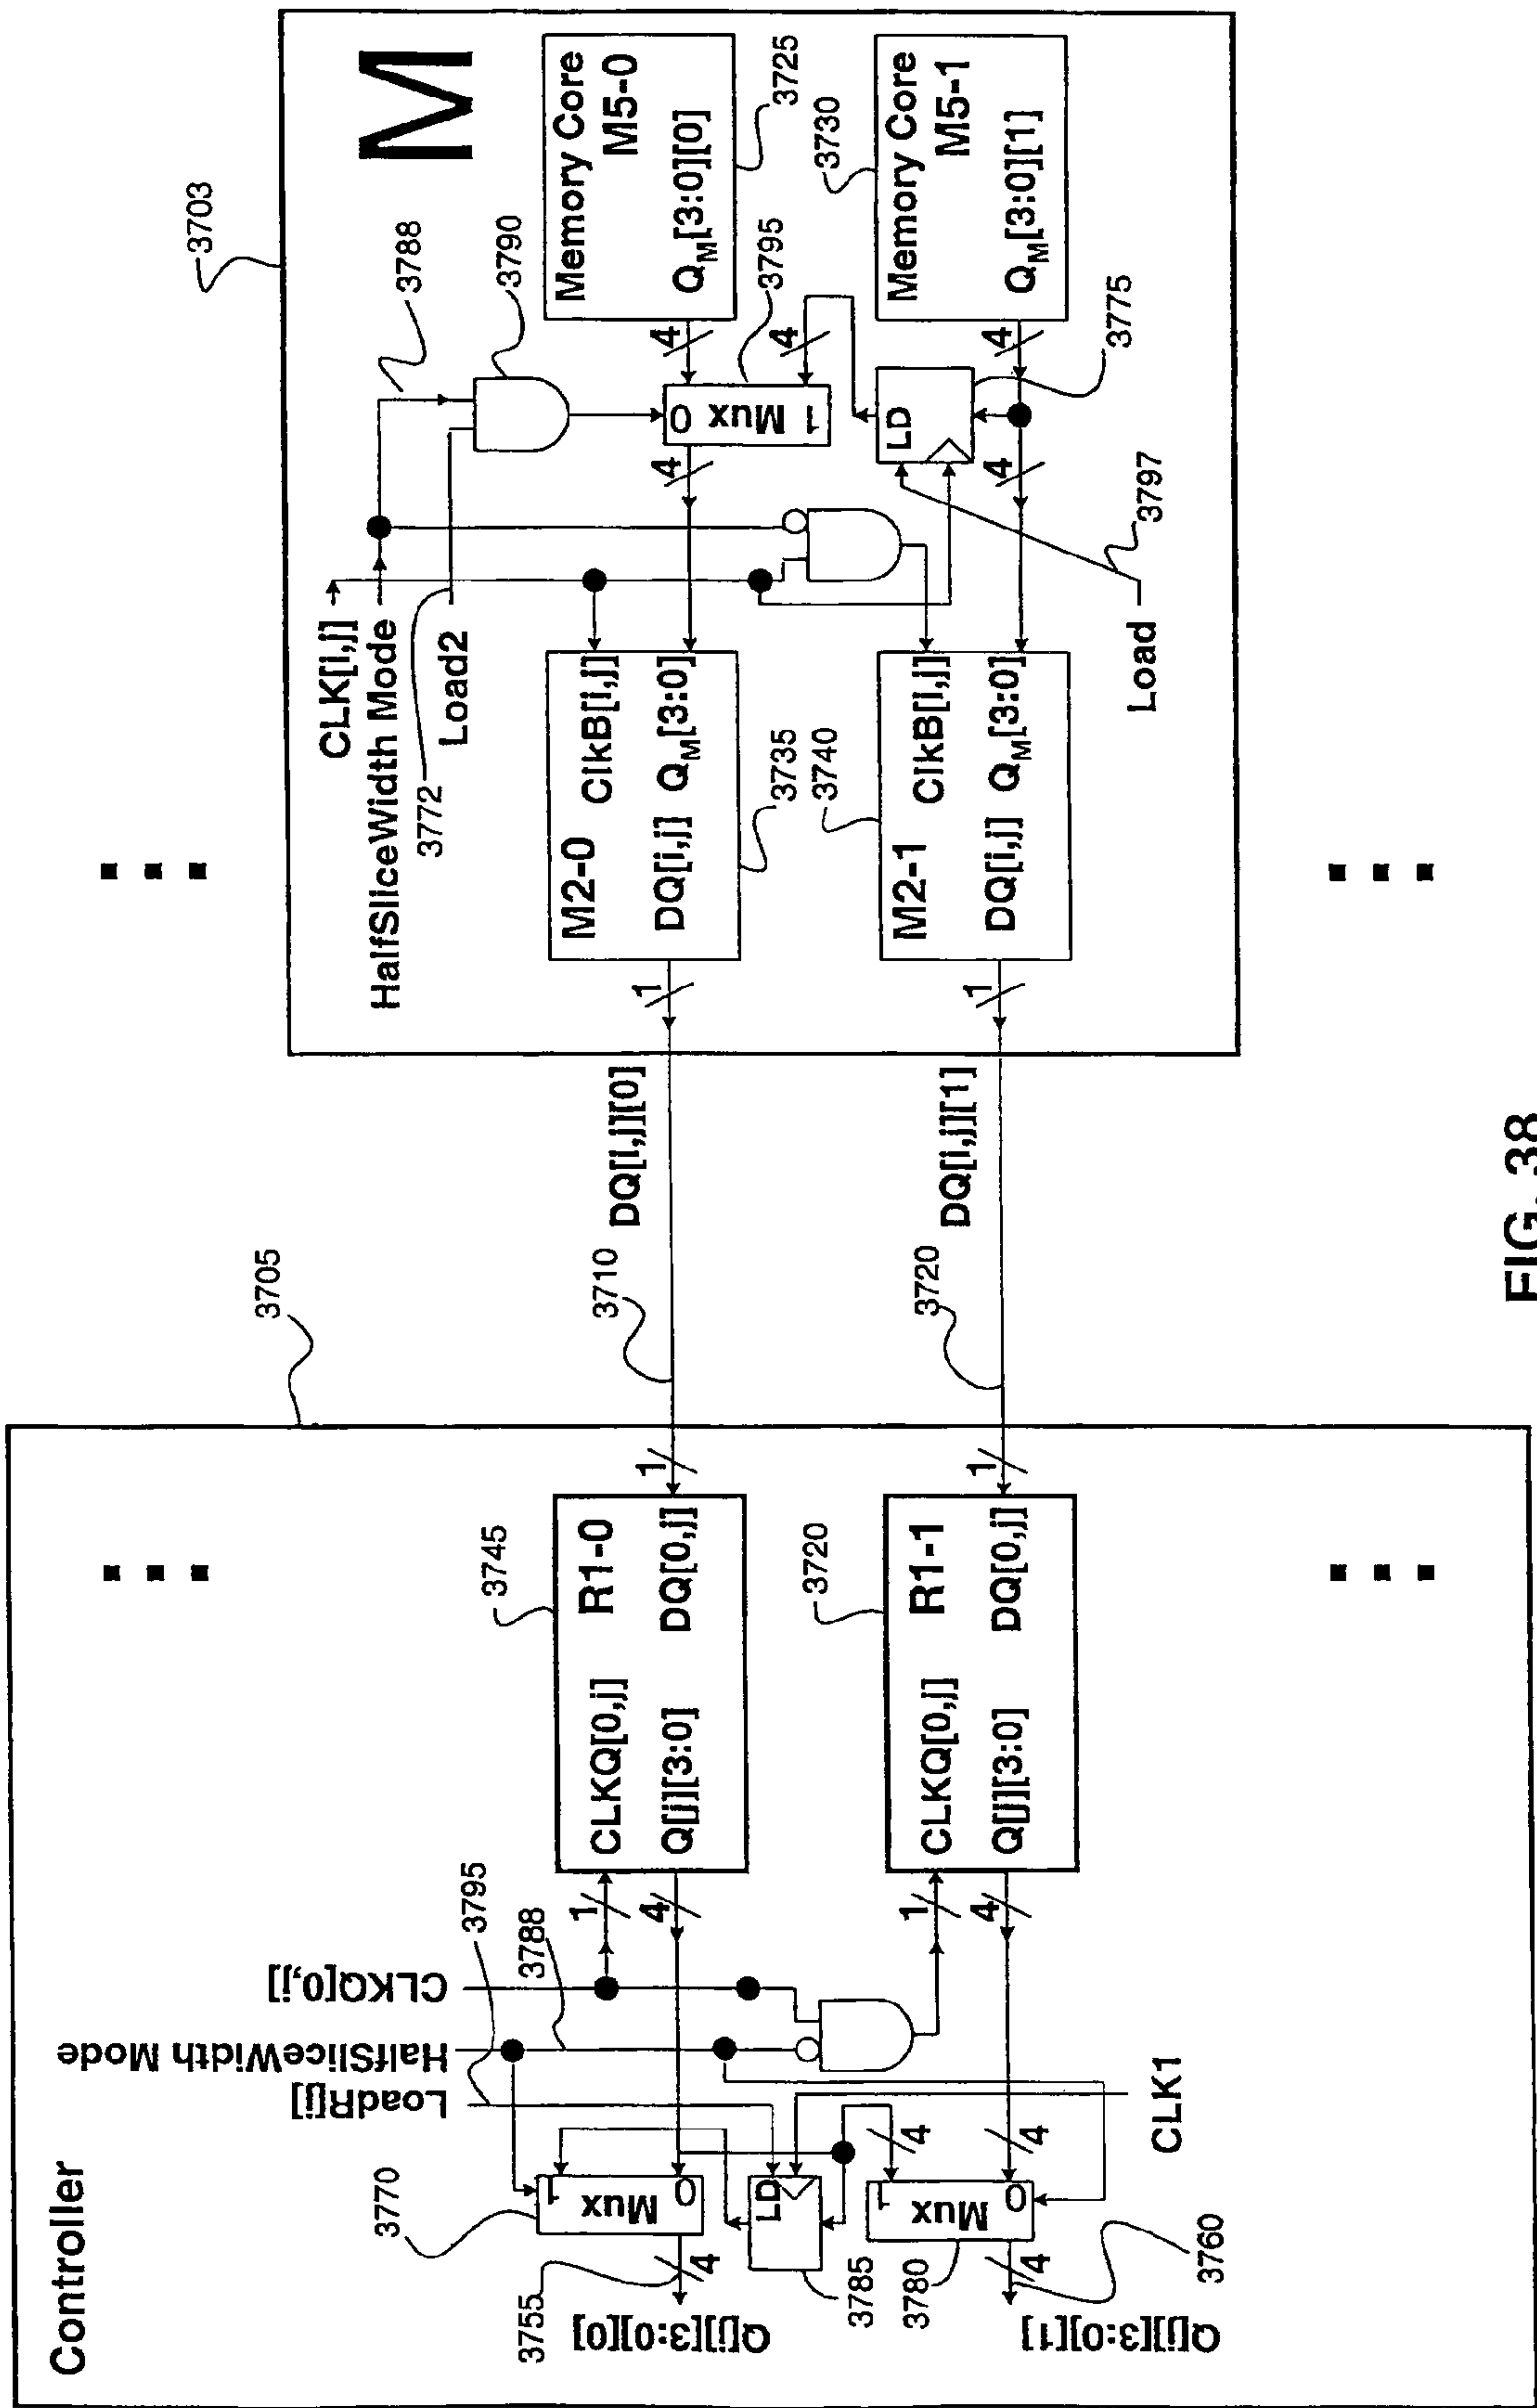 Controller
3705
3703
M
CLK[i,j]
HalfSliceWidth Mode
Load2
3772
3788
3790
Memory Core
M5-0
Q_M[3:0][0]
3725
3795
4
4
4
0 Mux 1
M2-0 ClkB[i,j]
DQ[i,j] Q_M[3:0]
3735
1
DQ[i,j][0]
3710
1
3745
R1-0
CLKQ[0,j]
DQ[0,j]
Q[j][3:0]
1
4
LoadR[j]
HalfSliceWidth Mode
CLKQ[0,j]
3795
3788
3770
1 Mux 0
4
3755
Q[j][3:0][0]
LD
3785
Memory Core
M5-1
Q_M[3:0][1]
3730
4
4
LD
3775
3797
Load
M2-1 ClkB[i,j]
DQ[i,j] Q_M[3:0]
3740
1
DQ[i,j][1]
3720
1
3720
R1-1
CLKQ[0,j]
DQ[0,j]
Q[j][3:0]
1
4
4
4
CLK1
1 Mux 0
3780
4
3760
Q[j][3:0][1]
FIG. 38